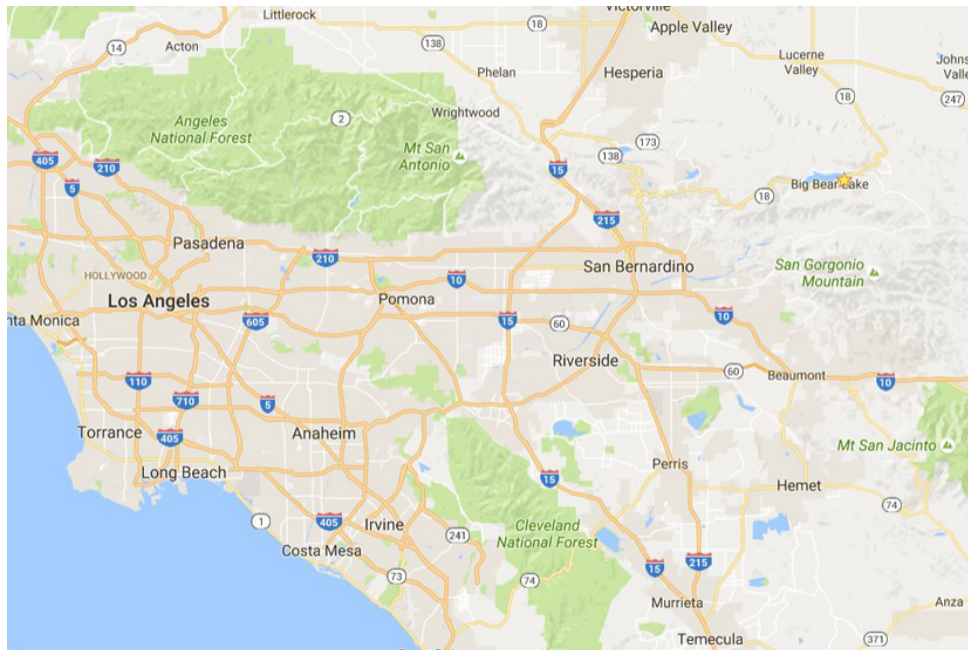 Littlerock
Victorville
18
Apple Valley
14
Acton
138
Phelan
Hesperia
Lucerne
Valley
Johns
Valle
18
247
Wrightwood
Angeles
National Forest
2
Mt San
Antonio
173
138
15
405
210
5
18
Big Bear Lake
215
Pasadena
210
HOLLYWOOD
10
San Bernardino
San Gorgonio
Mountain
Los Angeles
Pomona
nta Monica
605
15
60
10
Riverside
110
60
Beaumont
10
710
5
Torrance
405
Anaheim
Mt San Jacinto
Long Beach
Perris
15
Hemet
74
1
405
Irvine
241
Cleveland
National Forest
Costa Mesa
73
74
15
215
Murrieta
Anza
Temecula
371